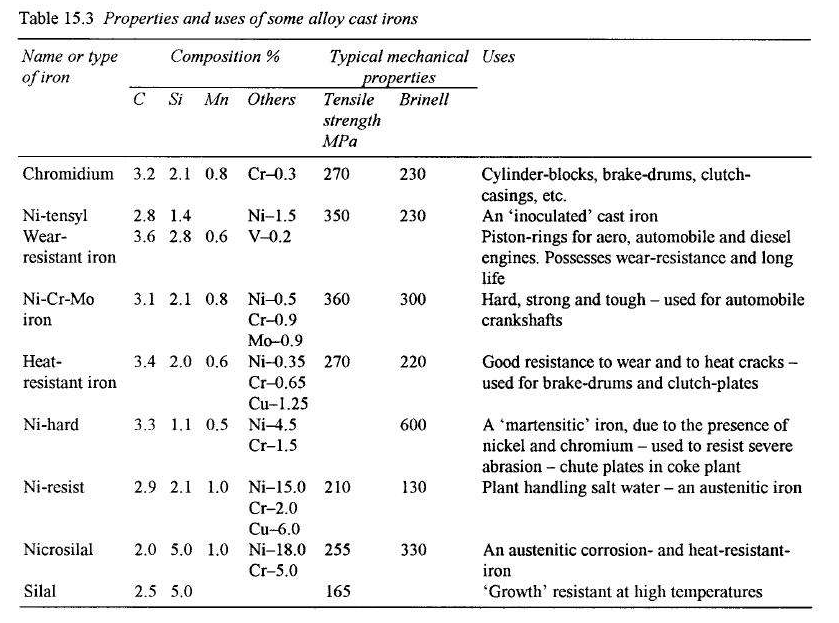 Table 15.3 Properties and uses of some alloy cast irons
Name or type Composition % Typical mechanical Uses
of iron properties
C Si Mn Others Tensile Brinell
strength
MPa
Chromidium 3.2 2.1 0.8 Cr–0.3 270 230 Cylinder-blocks, brake-drums, clutch-
casings, etc.
Ni-tensyl 2.8 1.4 Ni–1.5 350 230 An ‘inoculated’ cast iron
Wear- 3.6 2.8 0.6 V–0.2 Piston-rings for aero, automobile and diesel
resistant iron engines. Possesses wear-resistance and long
life
Ni-Cr-Mo 3.1 2.1 0.8 Ni–0.5 360 300 Hard, strong and tough – used for automobile
iron Cr–0.9 crankshafts
Mo–0.9
Heat- 3.4 2.0 0.6 Ni–0.35 270 220 Good resistance to wear and to heat cracks –
resistant iron Cr–0.65 used for brake-drums and clutch-plates
Cu–1.25
Ni-hard 3.3 1.1 0.5 Ni–4.5 600 A ‘martensitic’ iron, due to the presence of
Cr–1.5 nickel and chromium – used to resist severe
abrasion – chute plates in coke plant
Ni-resist 2.9 2.1 1.0 Ni–15.0 210 130 Plant handling salt water – an austenitic iron
Cr–2.0
Cu–6.0
Nicrosilal 2.0 5.0 1.0 Ni–18.0 255 330 An austenitic corrosion- and heat-resistant-
Cr–5.0 iron
Silal 2.5 5.0 165 ‘Growth’ resistant at high temperatures